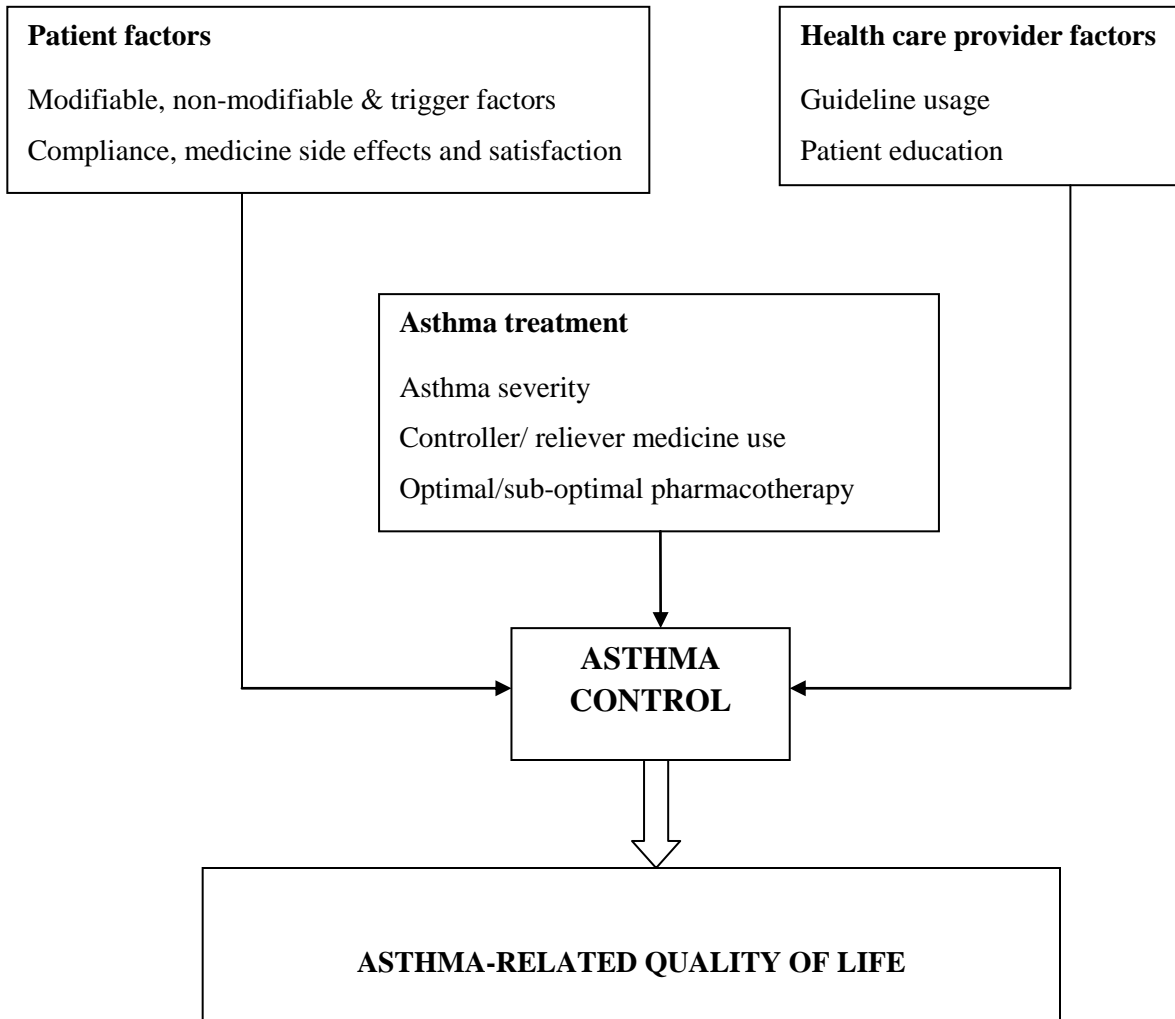 Patient factors
Modifiable, non-modifiable & trigger factors
Compliance, medicine side effects and satisfaction
Health care provider factors
Guideline usage
Patient education
Asthma treatment
Asthma severity
Controller/ reliever medicine use
Optimal/sub-optimal pharmacotherapy
ASTHMA
CONTROL
ASTHMA-RELATED QUALITY OF LIFE